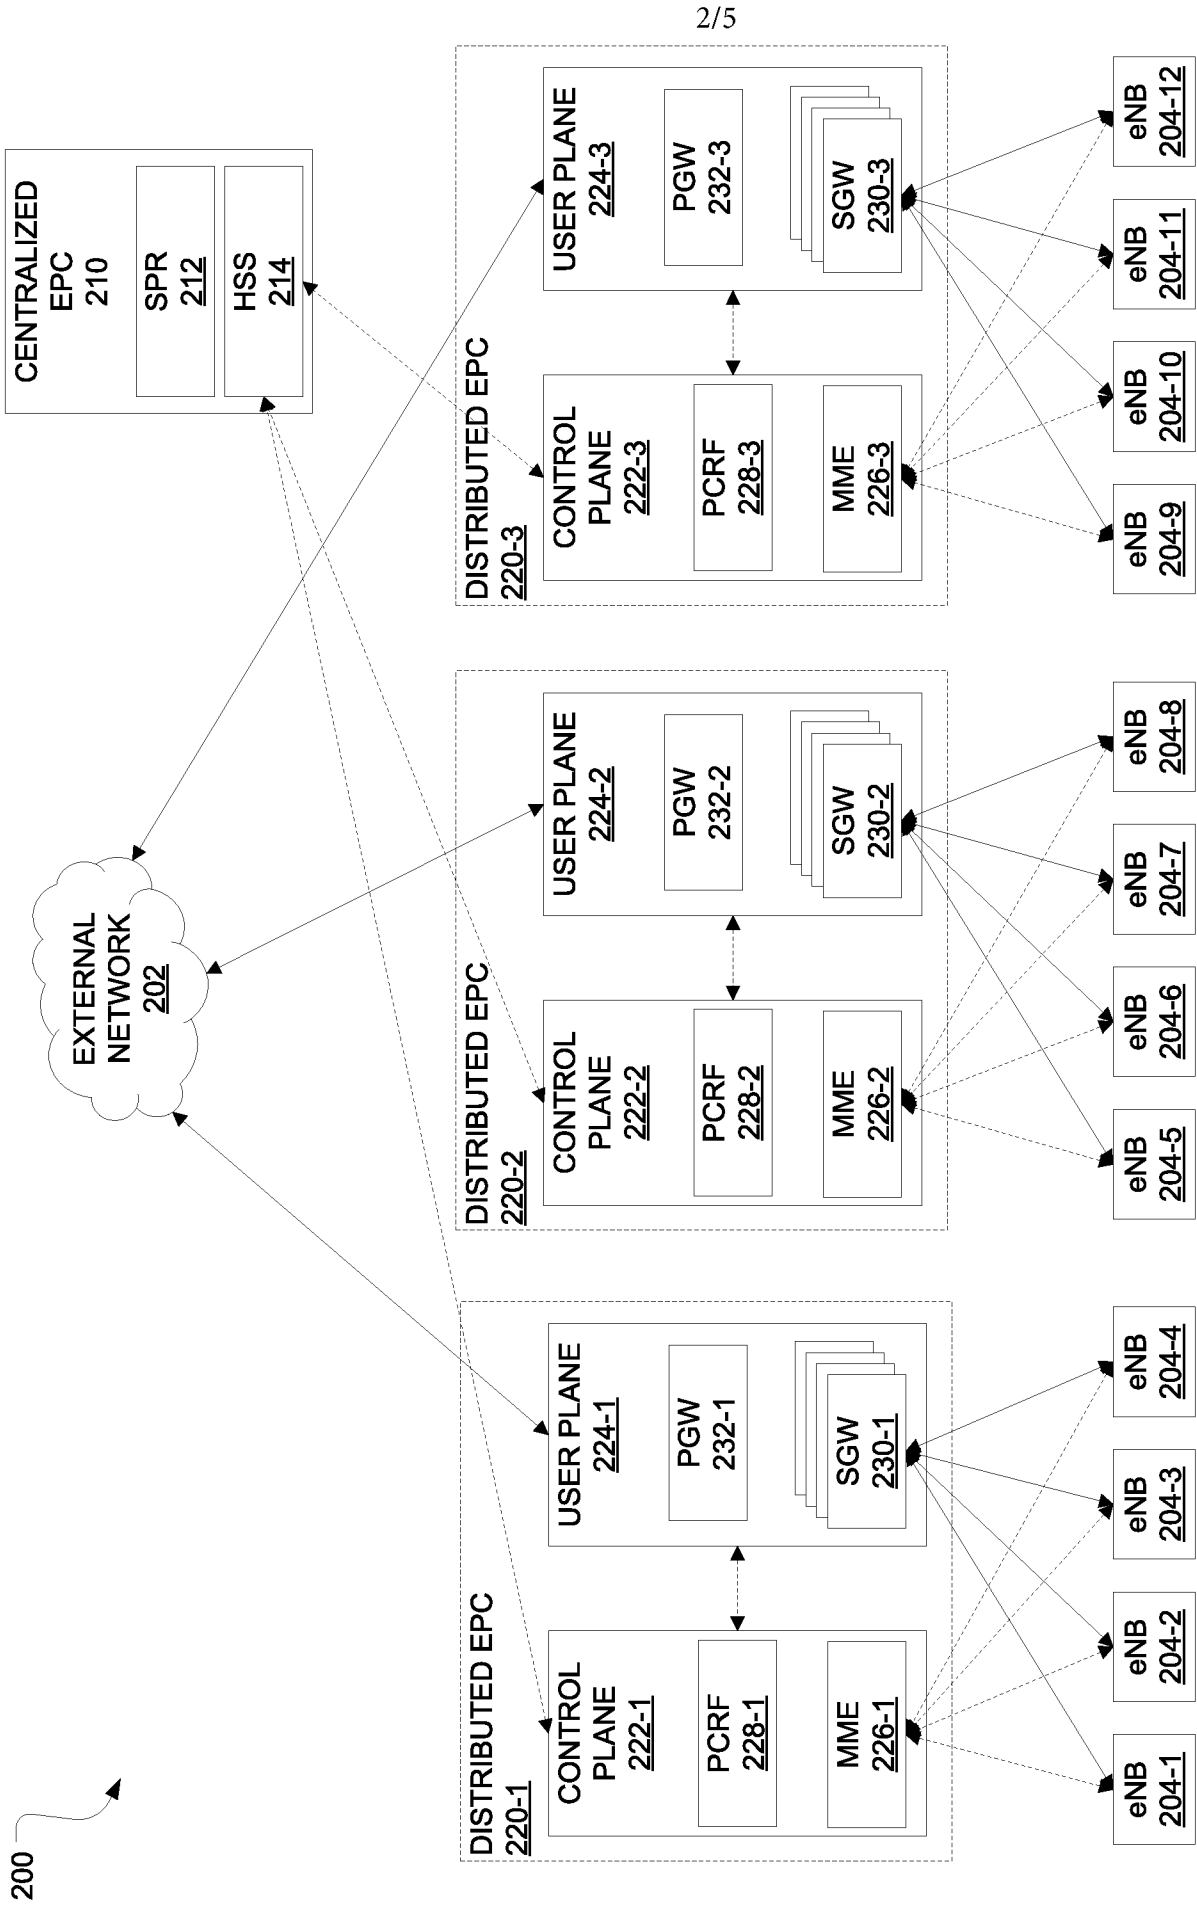 2/5
200
EXTERNAL
NETWORK
202
CENTRALIZED
EPC
210
SPR
212
HSS
214
DISTRIBUTED EPC
220-1
CONTROL
PLANE
222-1
PCRF
228-1
MME
226-1
USER PLANE
224-1
PGW
232-1
SGW
230-1
DISTRIBUTED EPC
220-2
CONTROL
PLANE
222-2
PCRF
228-2
MME
226-2
USER PLANE
224-2
PGW
232-2
SGW
230-2
DISTRIBUTED EPC
220-3
CONTROL
PLANE
222-3
PCRF
228-3
MME
226-3
USER PLANE
224-3
PGW
232-3
SGW
230-3
eNB
204-1
eNB
204-2
eNB
204-3
eNB
204-4
eNB
204-5
eNB
204-6
eNB
204-7
eNB
204-8
eNB
204-9
eNB
204-10
eNB
204-11
eNB
204-12